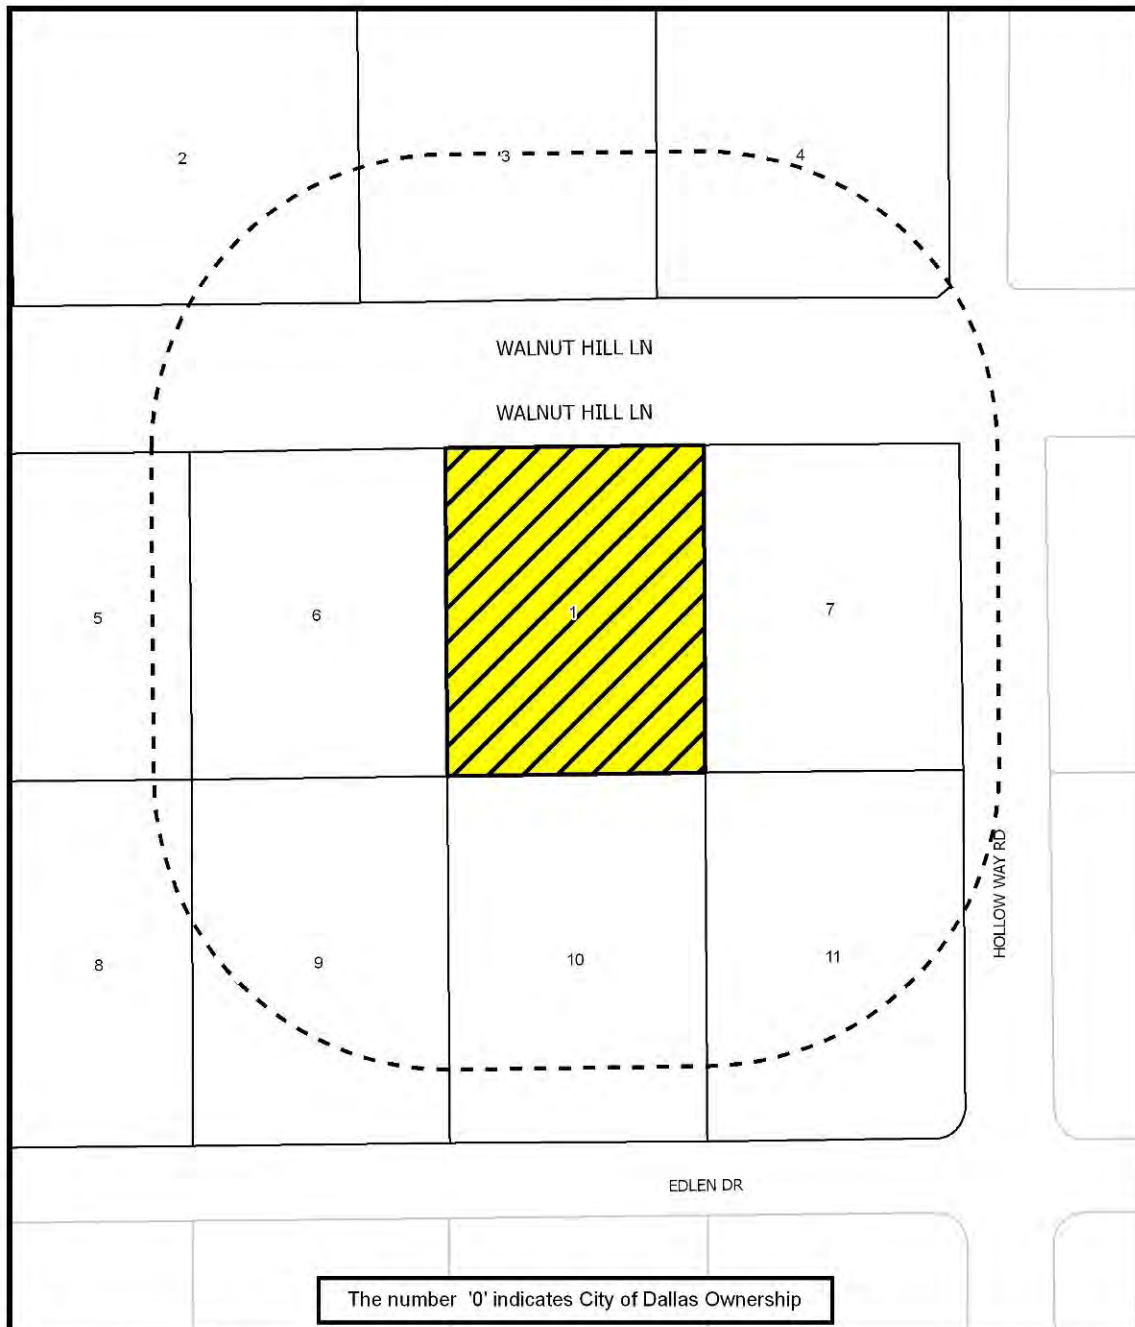 2
3
4
WALNUT HILL LN
WALNUT HILL LN
5
6
1
7
HOLLOW WAY RD
8
9
10
11
EDLEN DR
The number '0' indicates City of Dallas Ownership